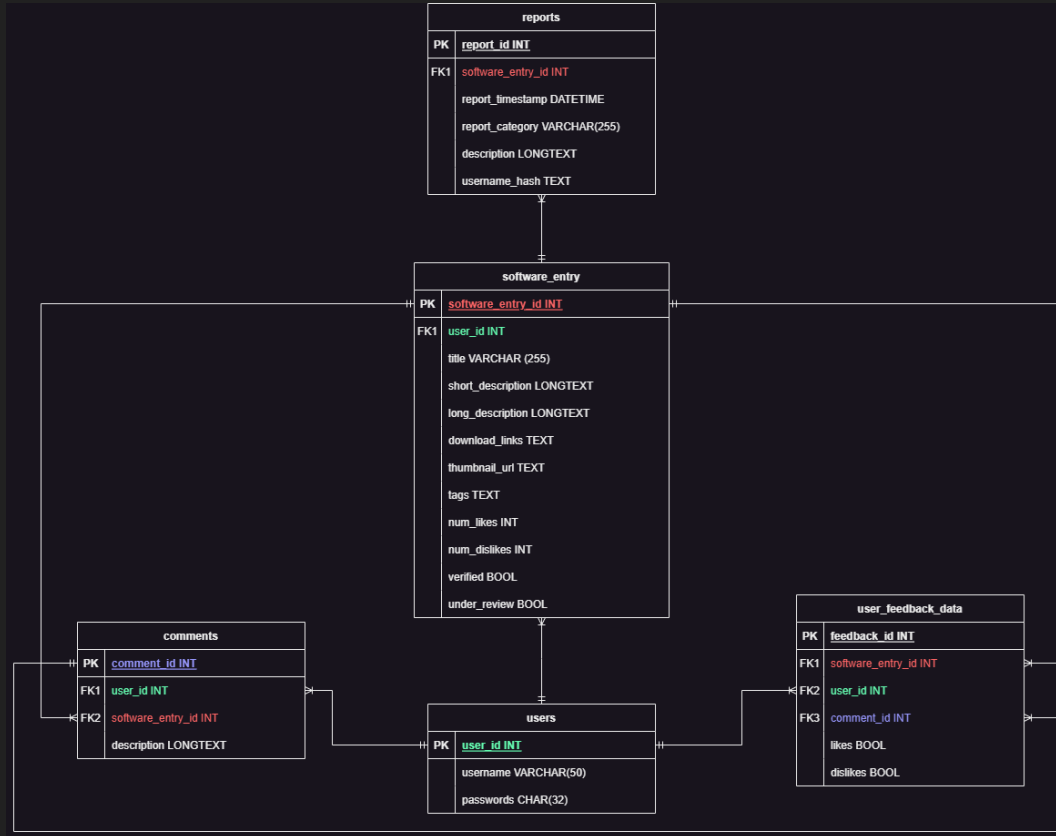 reports
PK report_id INT
FK1 software_entry_id INT
report_timestamp DATETIME
report_category VARCHAR(255)
description LONGTEXT
username_hash TEXT
software_entry
PK software_entry_id INT
FK1 user_id INT
title VARCHAR (255)
short_description LONGTEXT
long_description LONGTEXT
download_links TEXT
thumbnail_url TEXT
tags TEXT
num_likes INT
num_dislikes INT
verified BOOL
under_review BOOL
comments
PK comment_id INT
FK1 user_id INT
FK2 software_entry_id INT
description LONGTEXT
users
PK user_id INT
username VARCHAR(50)
passwords CHAR(32)
user_feedback_data
PK feedback_id INT
FK1 software_entry_id INT
FK2 user_id INT
FK3 comment_id INT
likes BOOL
dislikes BOOL